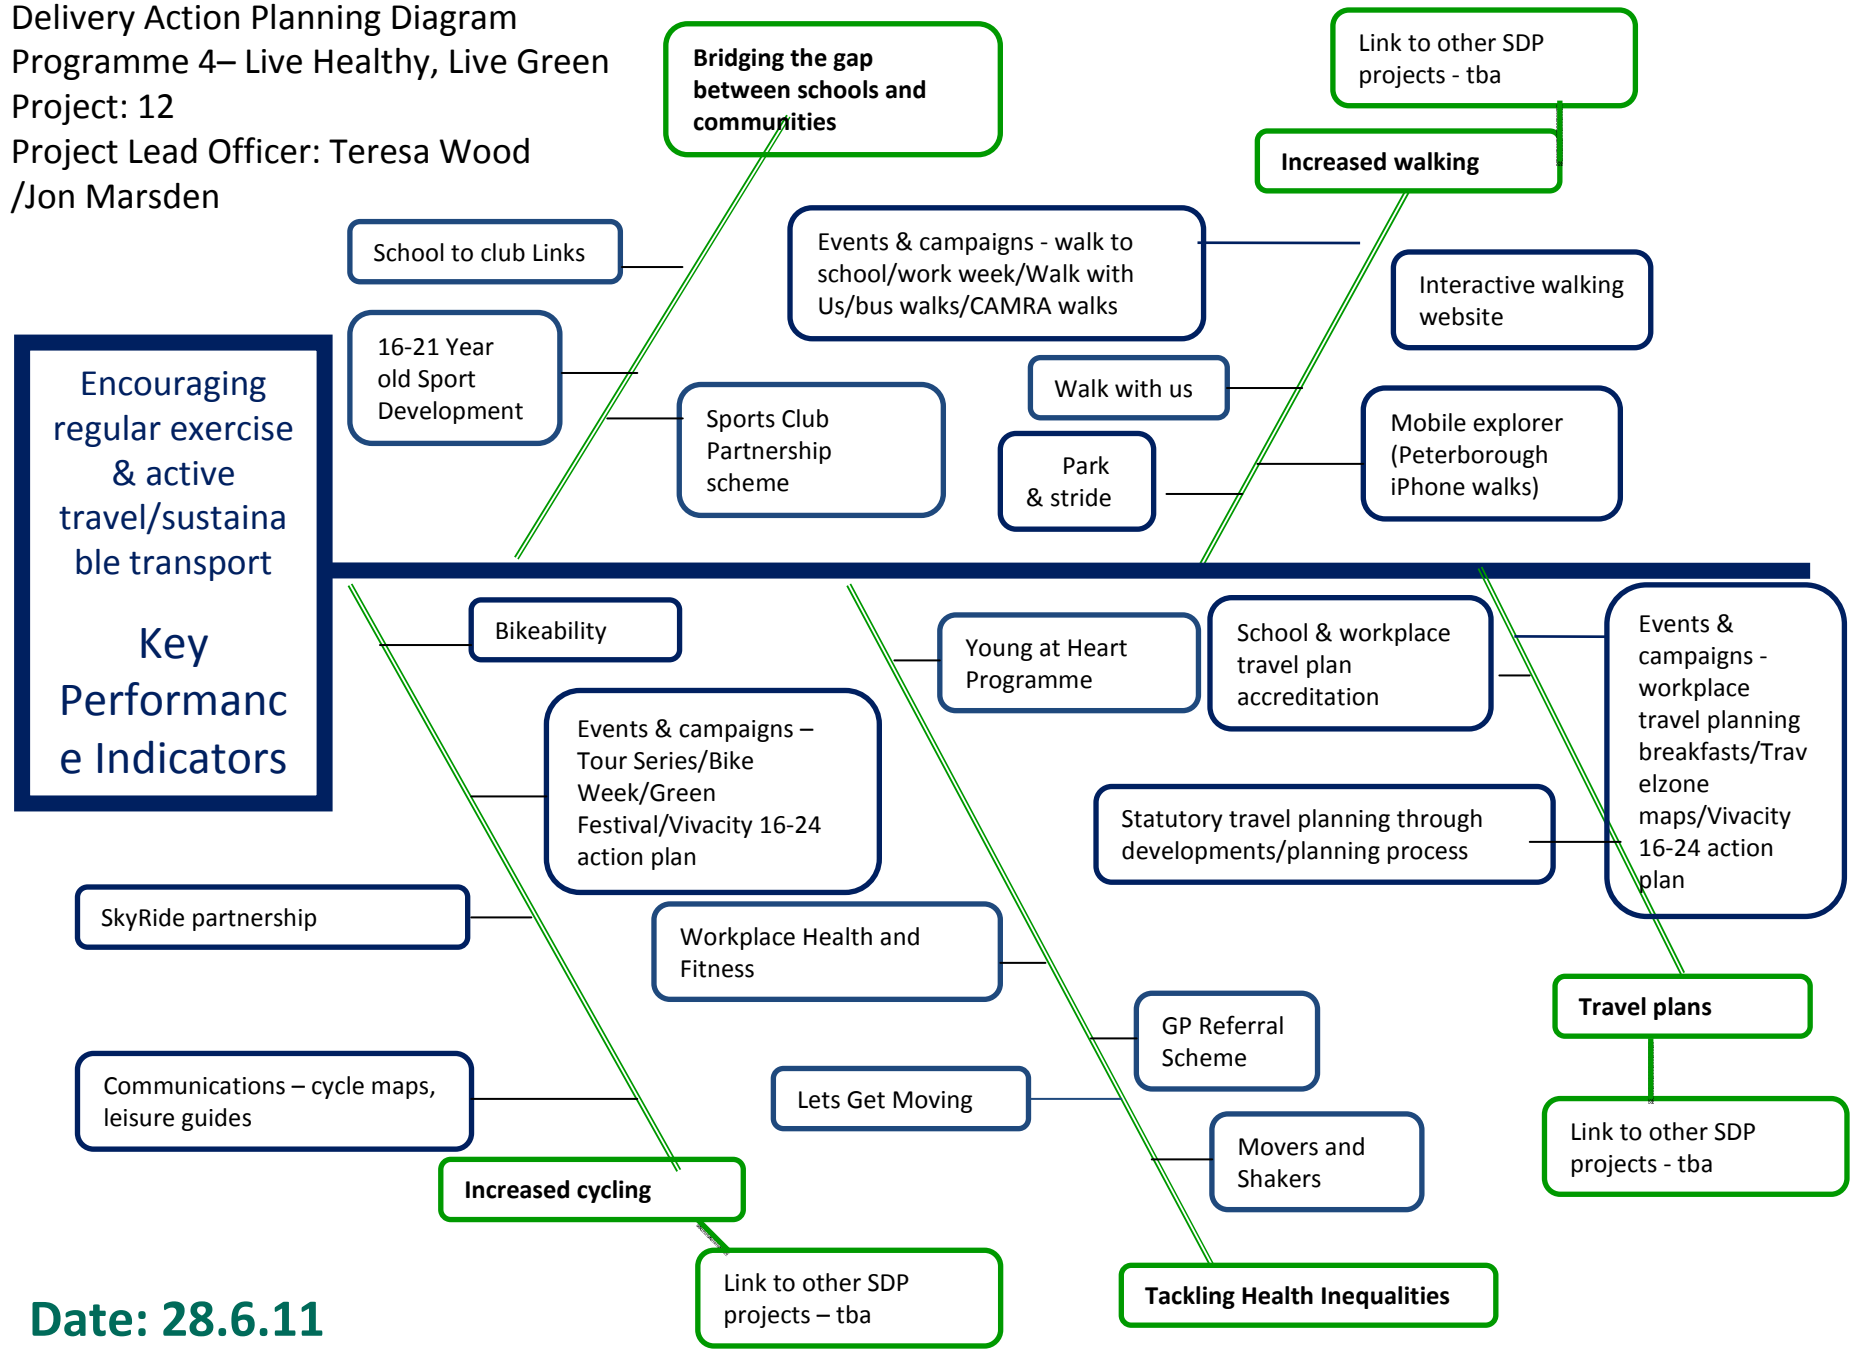 Delivery Action Planning Diagram
Programme 4– Live Healthy, Live Green
Project: 12
Project Lead Officer: Teresa Wood
/Jon Marsden
Bridging the gap
between schools and
communities
Link to other SDP
projects - tba
Increased walking
School to club Links
Events & campaigns - walk to
school/work week/Walk with
Us/bus walks/CAMRA walks
Interactive walking
website
16-21 Year
old Sport
Development
Sports Club
Partnership
scheme
Walk with us
Mobile explorer
(Peterborough
iPhone walks)
Park
& stride
Encouraging
regular exercise
& active
travel/sustaina
ble transport
Key
Performanc
e Indicators
Bikeability
Young at Heart
Programme
School & workplace
travel plan
accreditation
Events &
campaigns -
workplace
travel planning
breakfasts/Trav
elzone
maps/Vivacity
16-24 action
plan
Events & campaigns –
Tour Series/Bike
Week/Green
Festival/Vivacity 16-24
action plan
Statutory travel planning through
developments/planning process
SkyRide partnership
Workplace Health and
Fitness
Travel plans
GP Referral
Scheme
Communications – cycle maps,
leisure guides
Lets Get Moving
Movers and
Shakers
Link to other SDP
projects - tba
Increased cycling
Link to other SDP
projects – tba
Tackling Health Inequalities
Date: 28.6.11